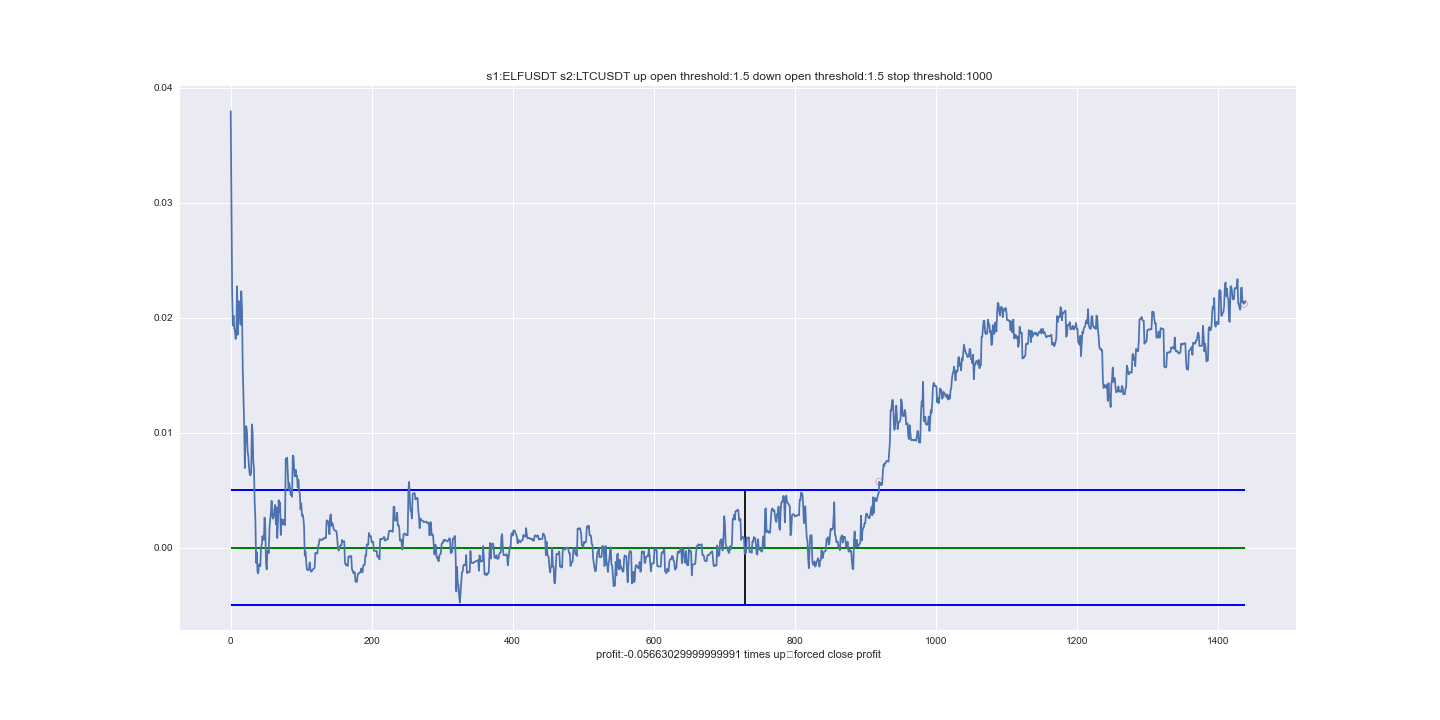 s1:ELFUSDT s2:LTCUSDT up open threshold:1.5 down open threshold:1.5 stop threshold:1000
0.04
0.03
0.02
0.01
0.00
0 200 400 600 800 1000 1200 1400
profit:-0.05663029999999991 times up▯forced close profit